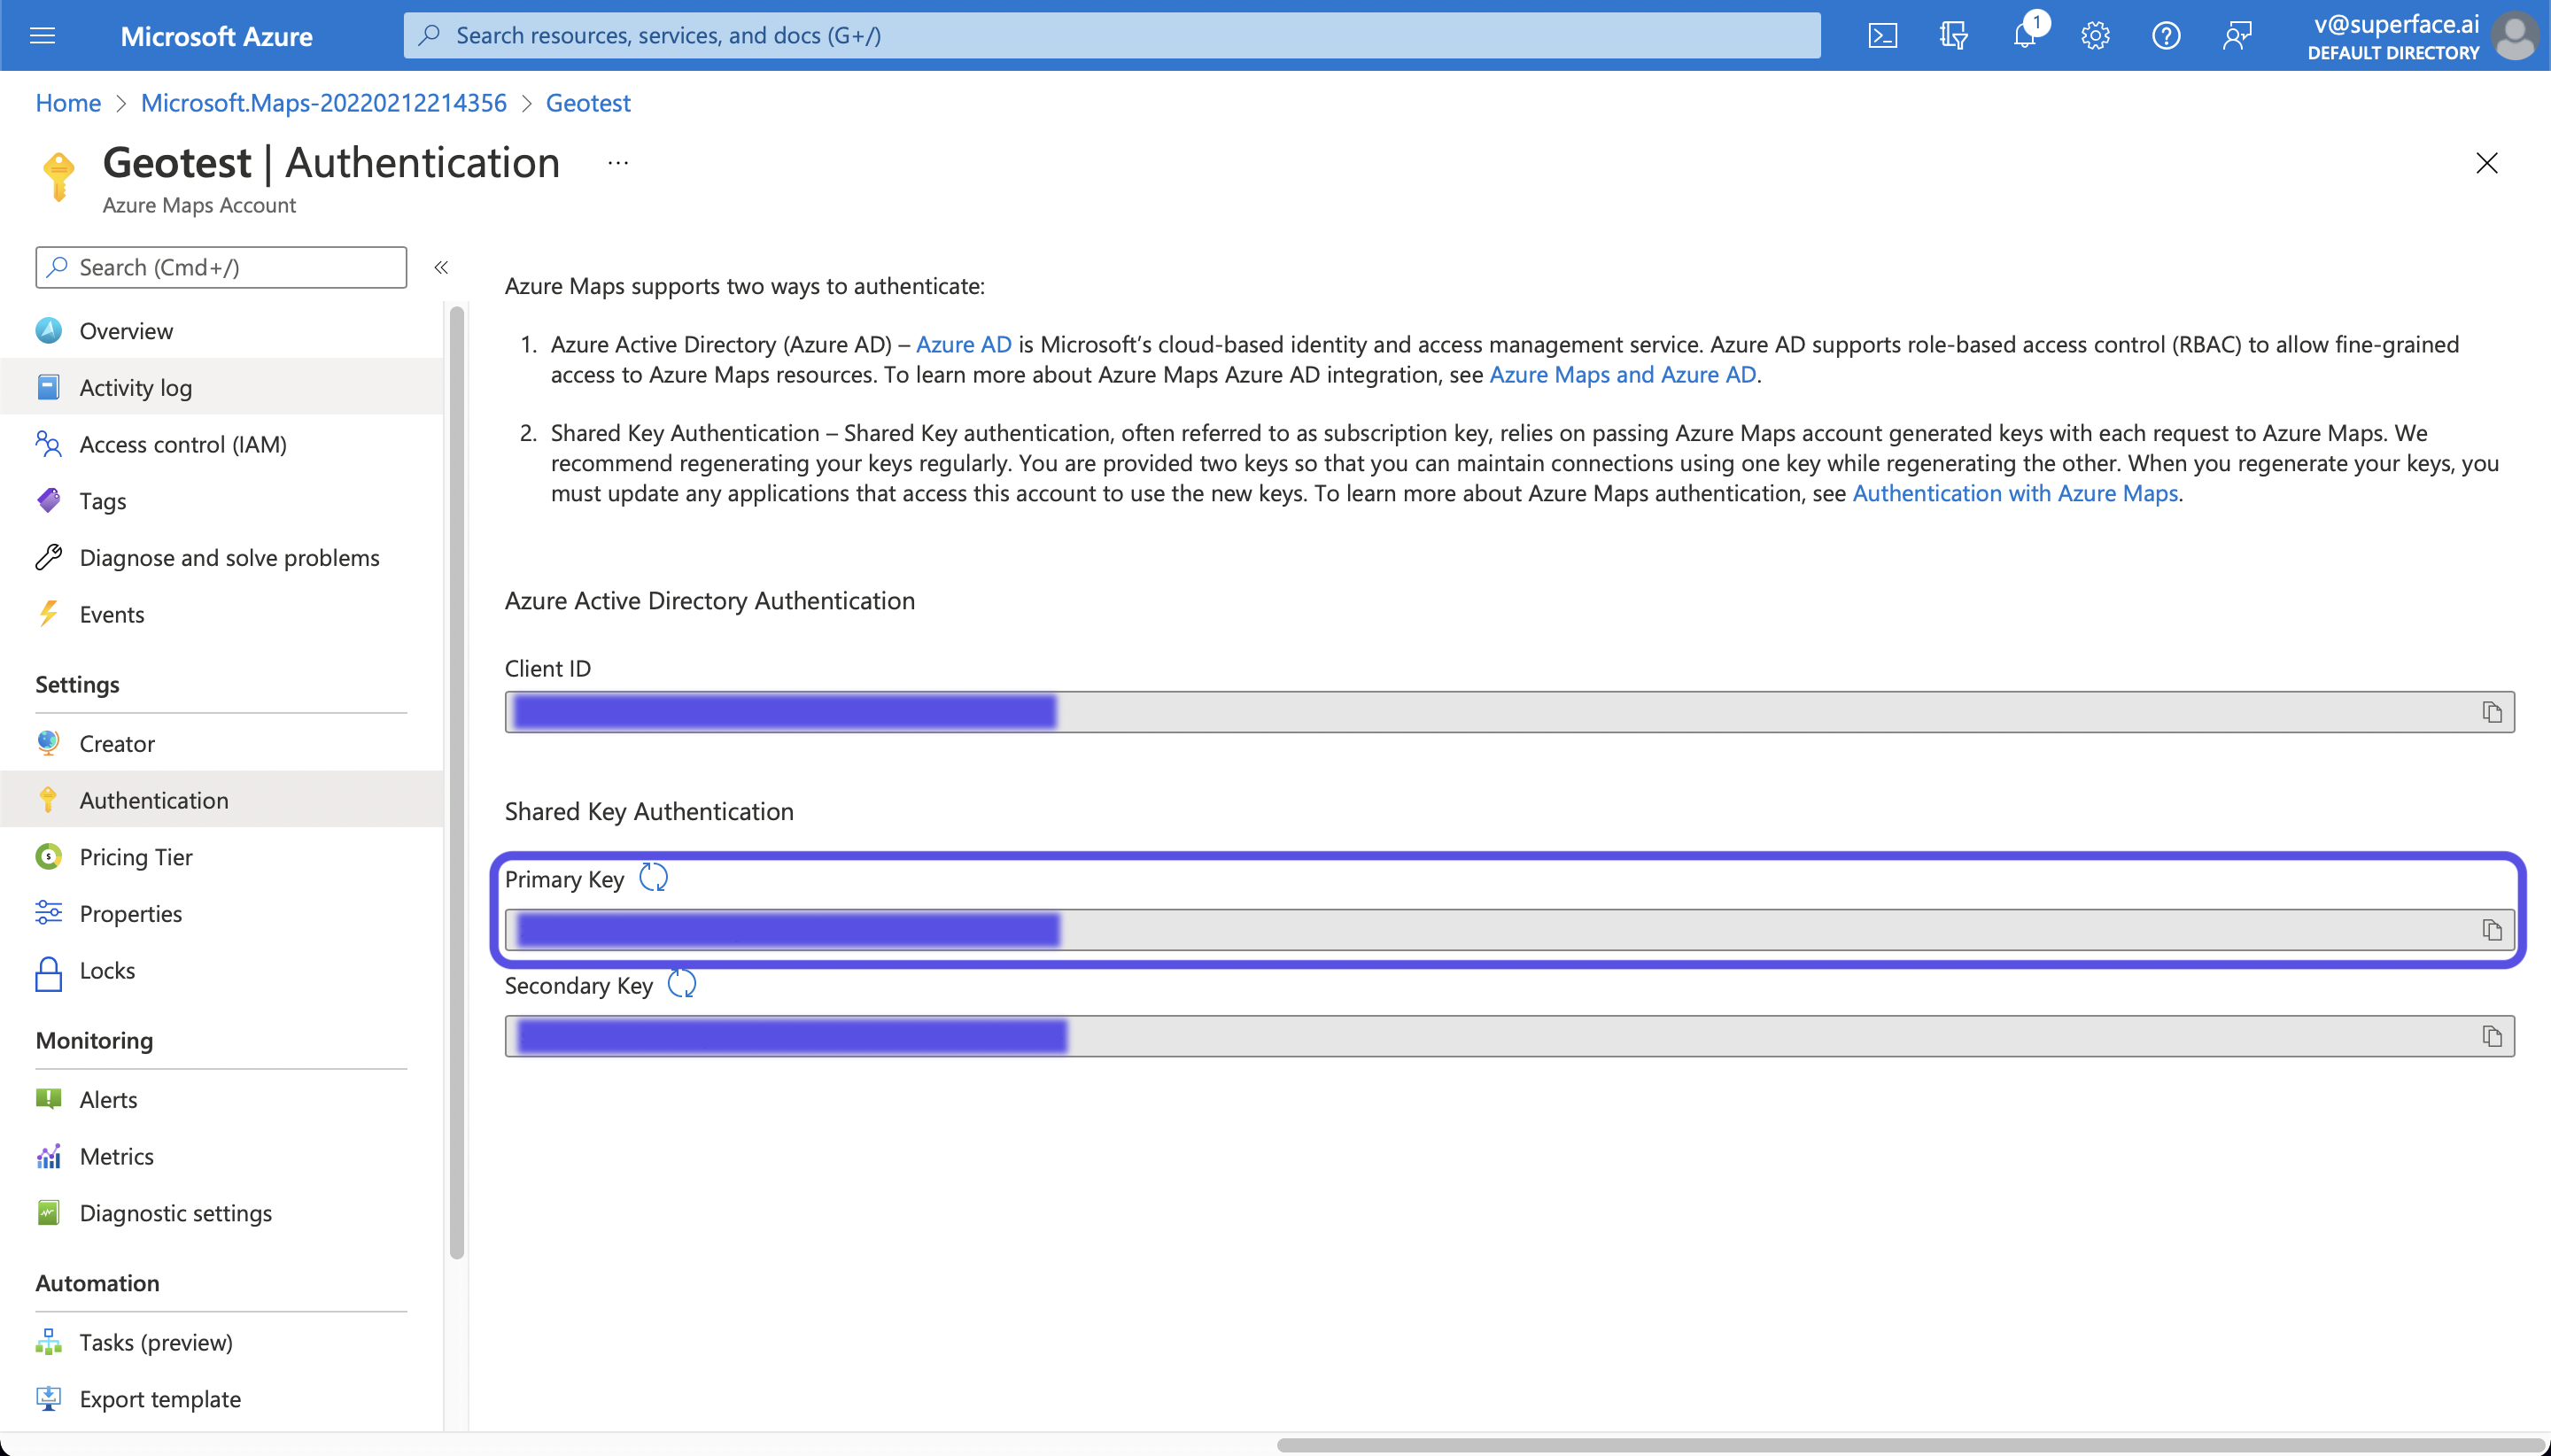 Microsoft Azure
Search resources, services, and docs (G+/)
1
v@superface.ai
DEFAULT DIRECTORY
Home > Microsoft.Maps-20220212214356 > Geotest
Geotest | Authentication ...
Azure Maps Account
Search (Cmd+/)
«
Overview
Activity log
Access control (IAM)
Tags
Diagnose and solve problems
Events
Settings
Creator
Authentication
Pricing Tier
Properties
Locks
Monitoring
Alerts
Metrics
Diagnostic settings
Automation
Tasks (preview)
Export template
Azure Maps supports two ways to authenticate:
1. Azure Active Directory (Azure AD) – Azure AD is Microsoft’s cloud-based identity and access management service. Azure AD supports role-based access control (RBAC) to allow fine-grained
access to Azure Maps resources. To learn more about Azure Maps Azure AD integration, see Azure Maps and Azure AD.
2. Shared Key Authentication – Shared Key authentication, often referred to as subscription key, relies on passing Azure Maps account generated keys with each request to Azure Maps. We
recommend regenerating your keys regularly. You are provided two keys so that you can maintain connections using one key while regenerating the other. When you regenerate your keys, you
must update any applications that access this account to use the new keys. To learn more about Azure Maps authentication, see Authentication with Azure Maps.
Azure Active Directory Authentication
Client ID
Shared Key Authentication
Primary Key
Secondary Key